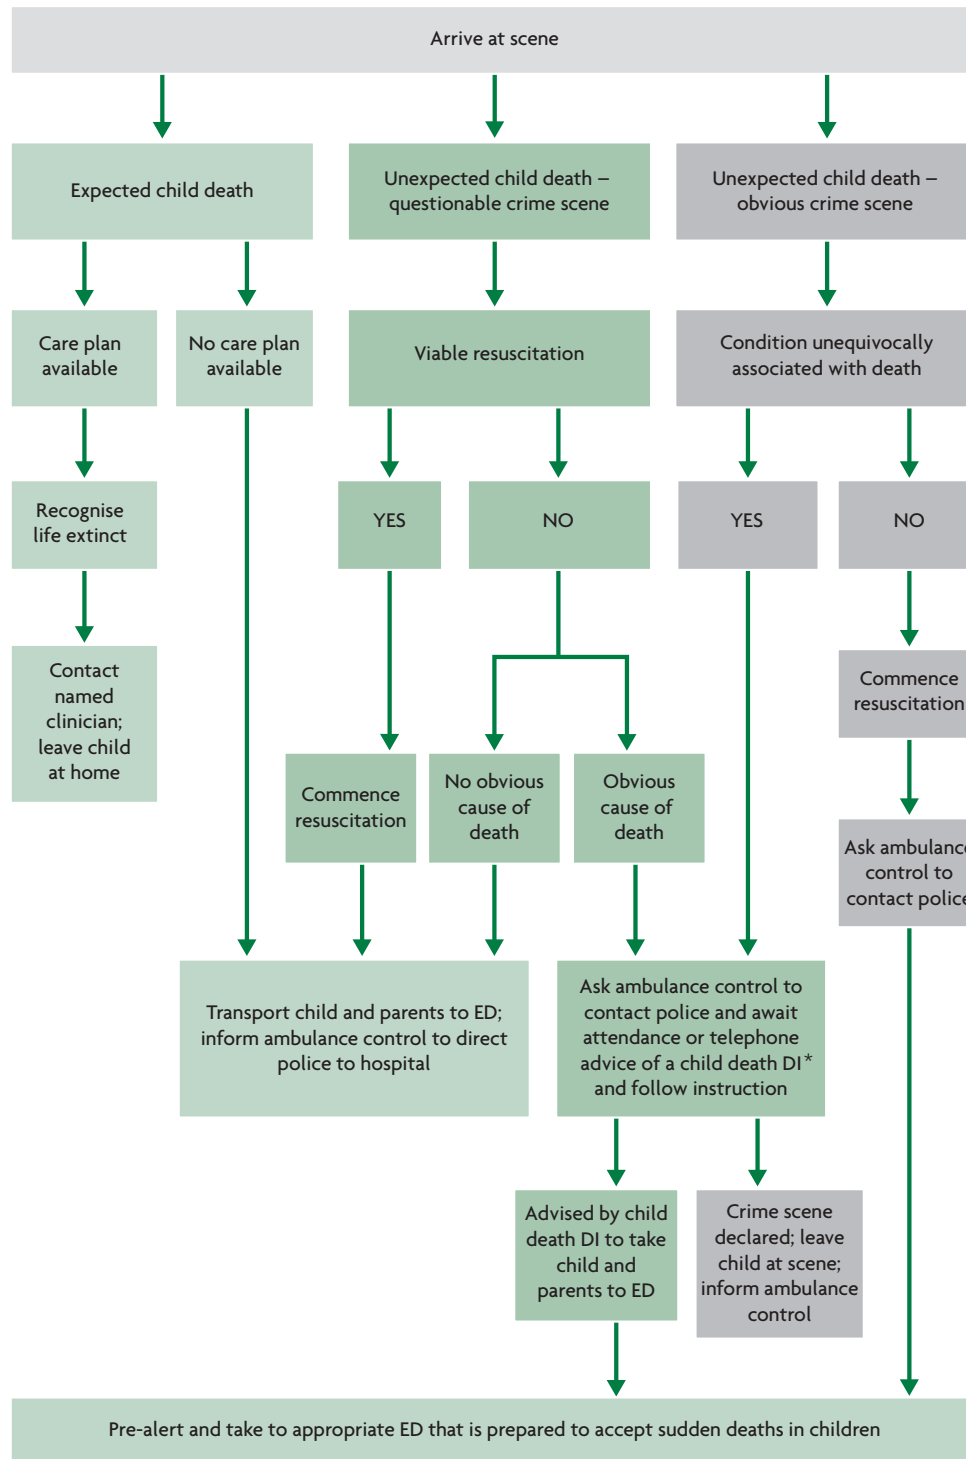 Arrive at scene
Expected child death
Unexpected child death –
questionable crime scene
Unexpected child death –
obvious crime scene
Care plan
available
No care plan
available
Viable resuscitation
Condition unequivocally
associated with death
Recognise
life extinct
YES
NO
YES
NO
Contact
named
clinician;
leave child
at home
Commence
resuscitation
Commence
resuscitation
No obvious
cause of
death
Obvious
cause of
death
Ask ambulance
control to
contact police
Transport child and parents to ED;
inform ambulance control to direct
police to hospital
Ask ambulance control to
contact police and await
attendance or telephone
advice of a child death DI*
and follow instruction
Advised by child
death DI to take
child and
parents to ED
Crime scene
declared; leave
child at scene;
inform ambulance
control
Pre-alert and take to appropriate ED that is prepared to accept sudden deaths in children